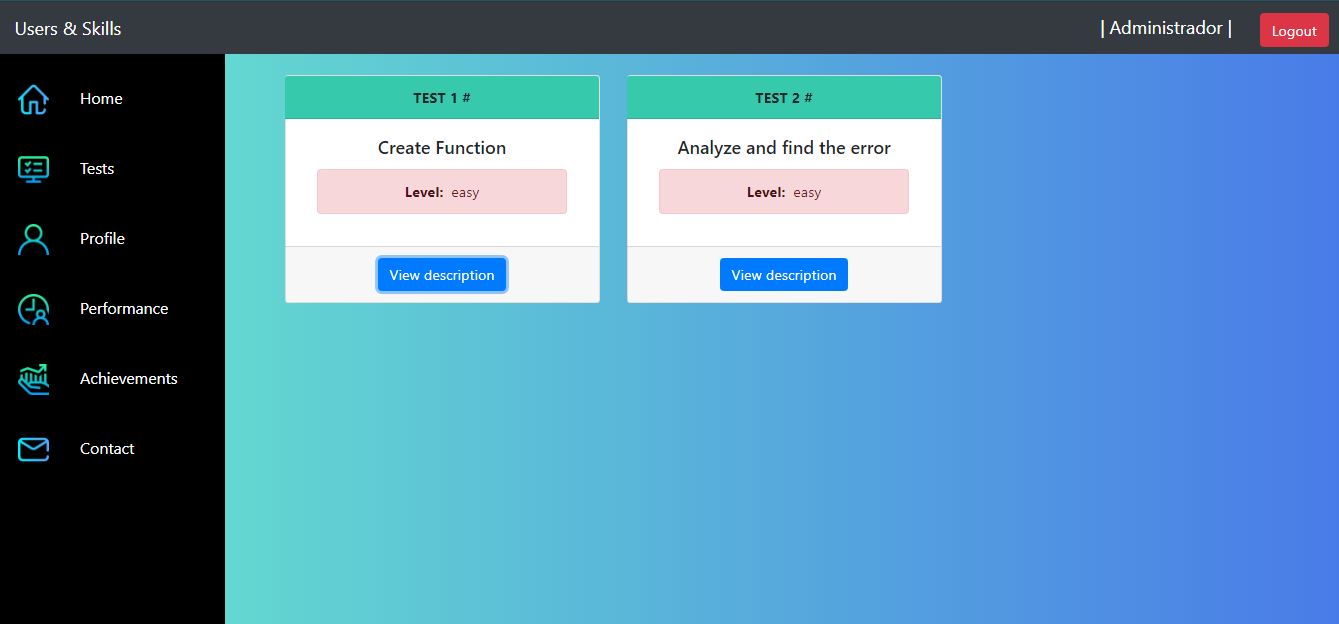 Users & Skills
| Administrador |
Logout
Home
Tests
Profile
Performance
Achievements
Contact
TEST 1 #
Create Function
Level: easy
View description
TEST 2 #
Analyze and find the error
Level: easy
View description